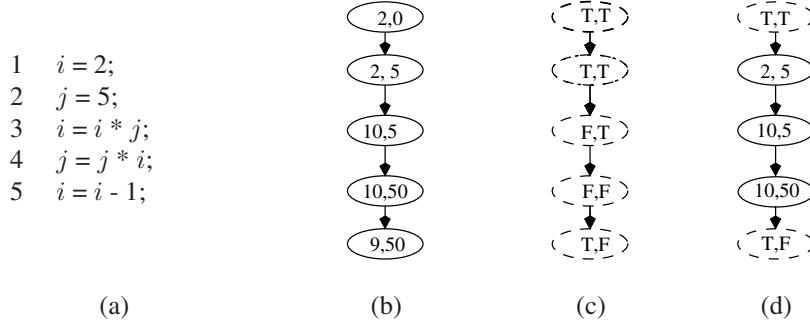 1 i = 2;
2 j = 5;
3 i = i * j;
4 j = j * i;
5 i = i - 1;
(a)
2,0
2, 5
10,5
10,50
9,50
(b)
T,T
T,T
F,T
F,F
T,F
(c)
T,T
2, 5
10,5
10,50
T,F
(d)